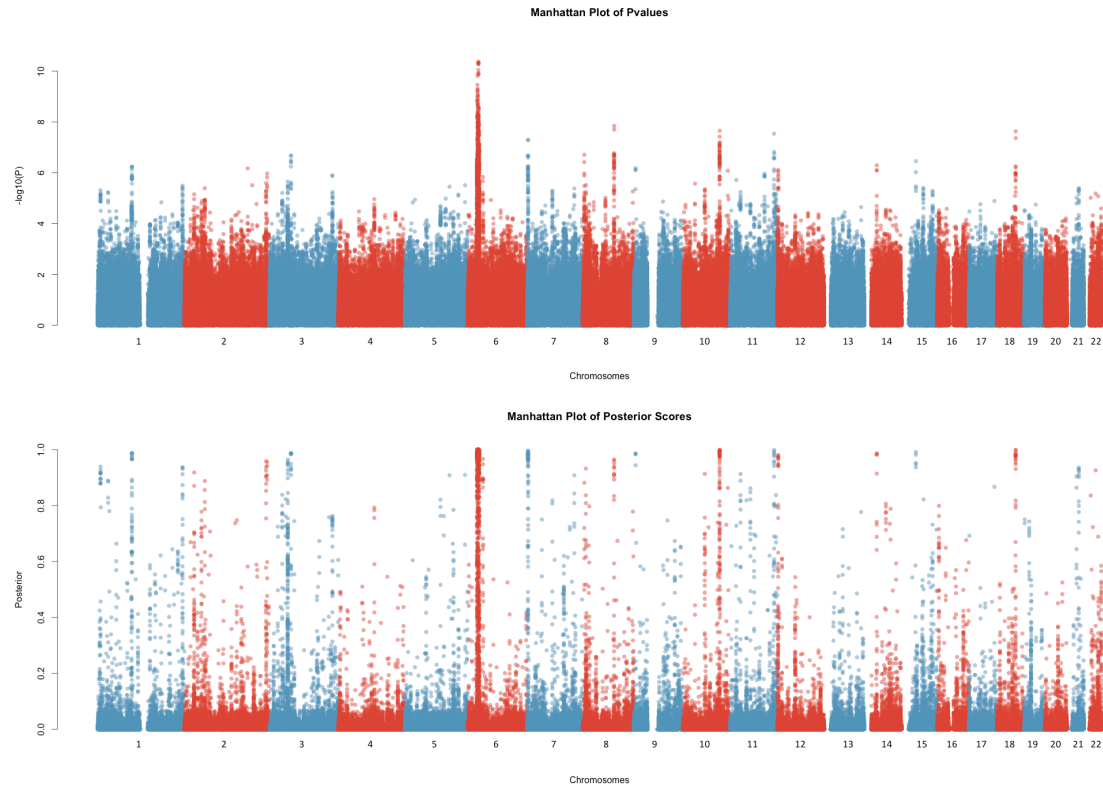 Manhattan Plot of Pvalues
-log10(P)
10
8
6
4
2
0
1 2 3 4 5 6 7 8 9 10 11 12 13 14 15 16 17 18 19 20 21 22
Chromosomes
Manhattan Plot of Posterior Scores
Posterior
1.0
0.8
0.6
0.4
0.2
0.0
1 2 3 4 5 6 7 8 9 10 11 12 13 14 15 16 17 18 19 20 21 22
Chromosomes